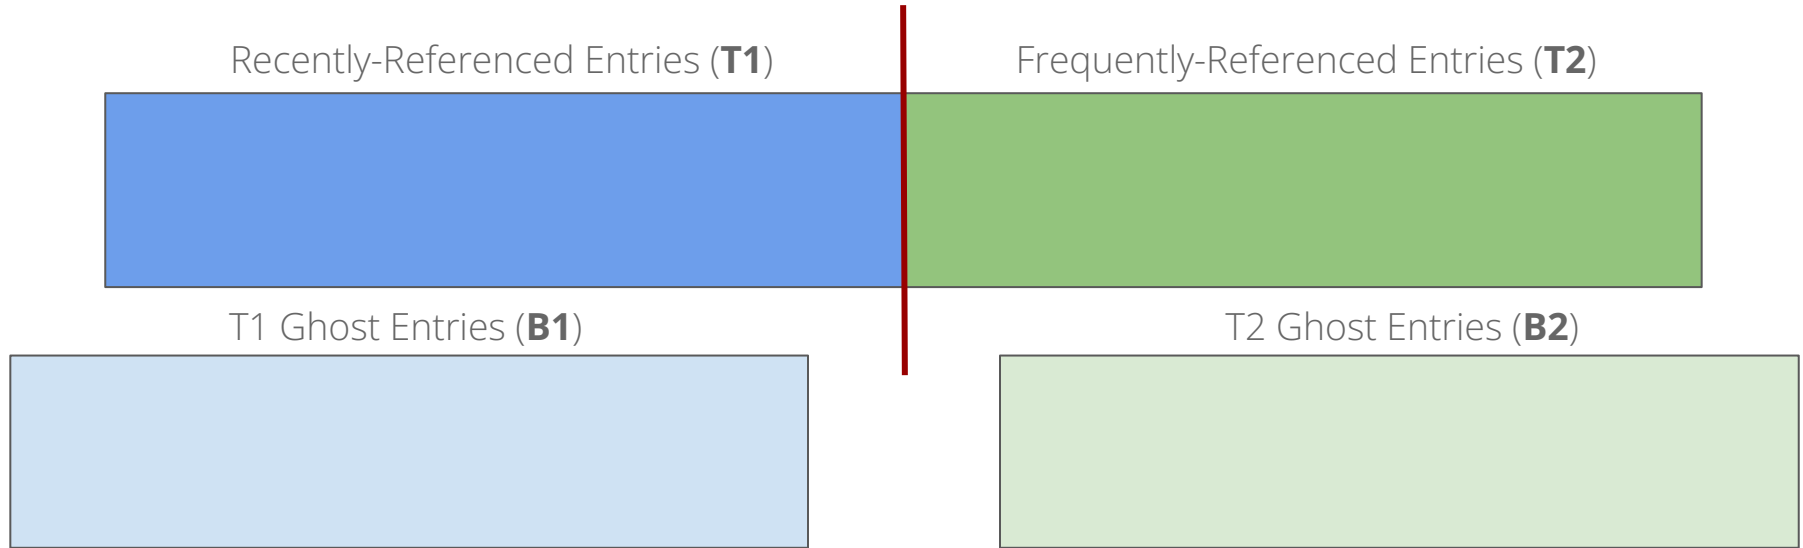 Recently-Referenced Entries (T1)
Frequently-Referenced Entries (T2)
T1 Ghost Entries (B1)
T2 Ghost Entries (B2)